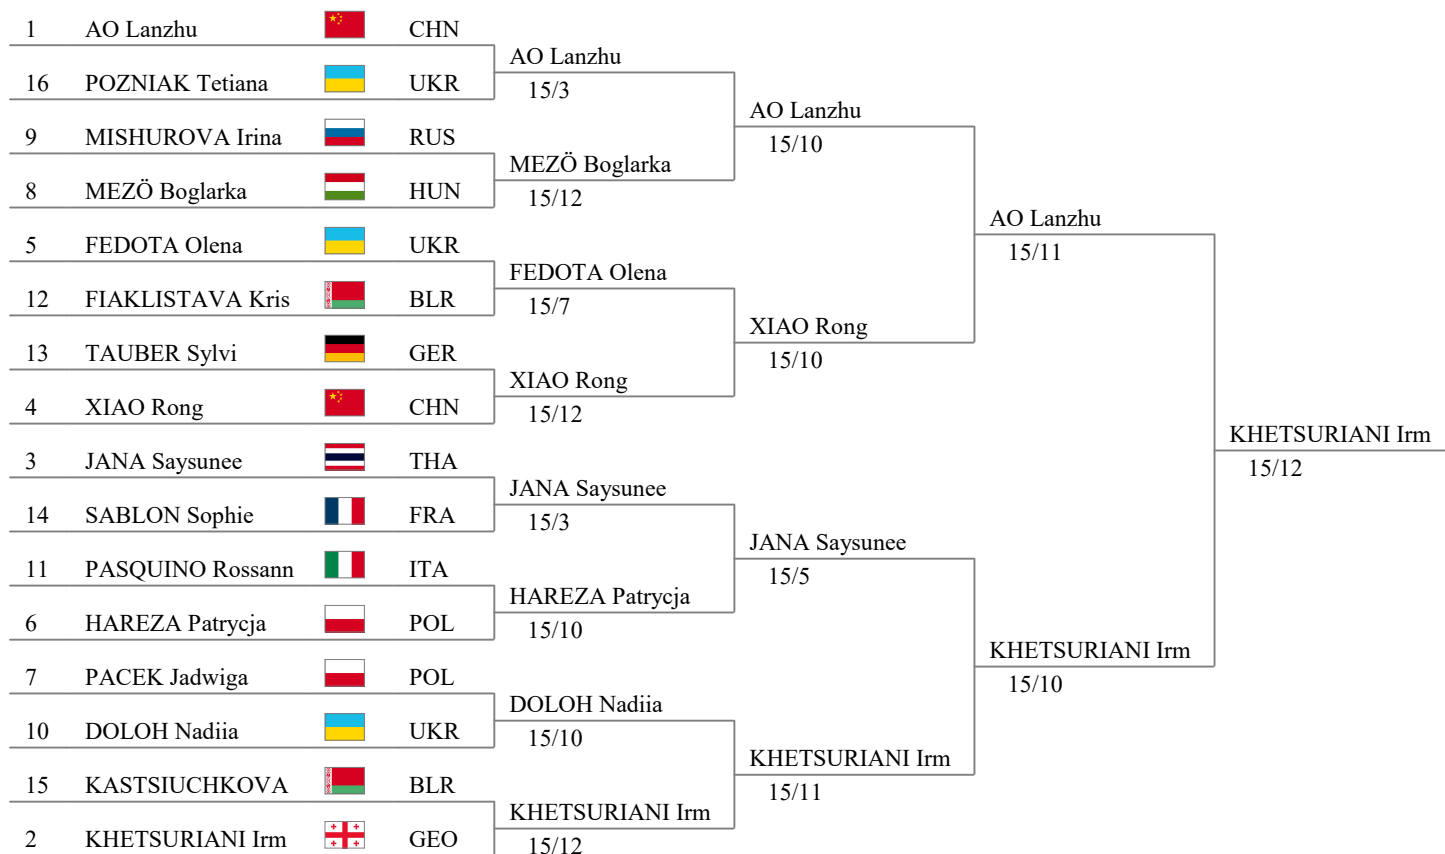 1 AO Lanzhu CHN
AO Lanzhu
16 POZNIAK Tetiana UKR
15/3
AO Lanzhu
9 MISHUROVA Irina RUS
15/10
MEZÖ Boglarka
8 MEZÖ Boglarka HUN
15/12
AO Lanzhu
5 FEDOTA Olena UKR
15/11
FEDOTA Olena
12 FIAKLISTAVA Kris BLR
15/7
XIAO Rong
13 TAUBER Sylvi GER
15/10
XIAO Rong
4 XIAO Rong CHN
15/12
KHETSURIANI Irm
3 JANA Saysunee THA
15/12
JANA Saysunee
14 SABLON Sophie FRA
15/3
JANA Saysunee
11 PASQUINO Rossann ITA
15/5
HAREZA Patrycja
6 HAREZA Patrycja POL
15/10
KHETSURIANI Irm
7 PACEK Jadwiga POL
15/10
DOLOH Nadiia
10 DOLOH Nadiia UKR
15/10
KHETSURIANI Irm
15 KASTSIUCHKOVA BLR
15/11
KHETSURIANI Irm
2 KHETSURIANI Irm GEO
15/12